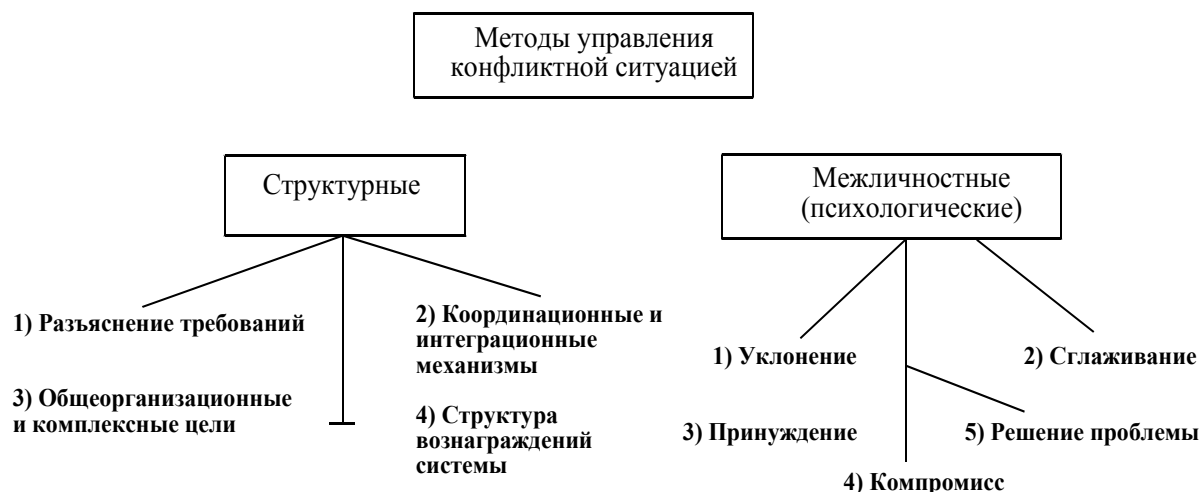 Методы управления
конфликтной ситуацией
Структурные
Межличностные
(психологические)
1) Разъяснение требований
2) Координационные и
интеграционные
механизмы
3) Общеорганизационные
и комплексные цели
4) Структура
вознаграждений
системы
1) Уклонение
2) Сглаживание
3) Принуждение
5) Решение проблемы
4) Компромисс